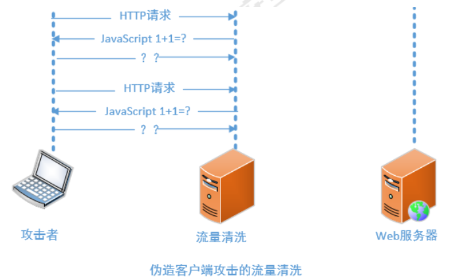 HTTP请求
JavaScript 1+1=?
？？
HTTP请求
JavaScript 1+1=?
？？
攻击者
流量清洗
Web服务器
伪造客户端攻击的流量清洗